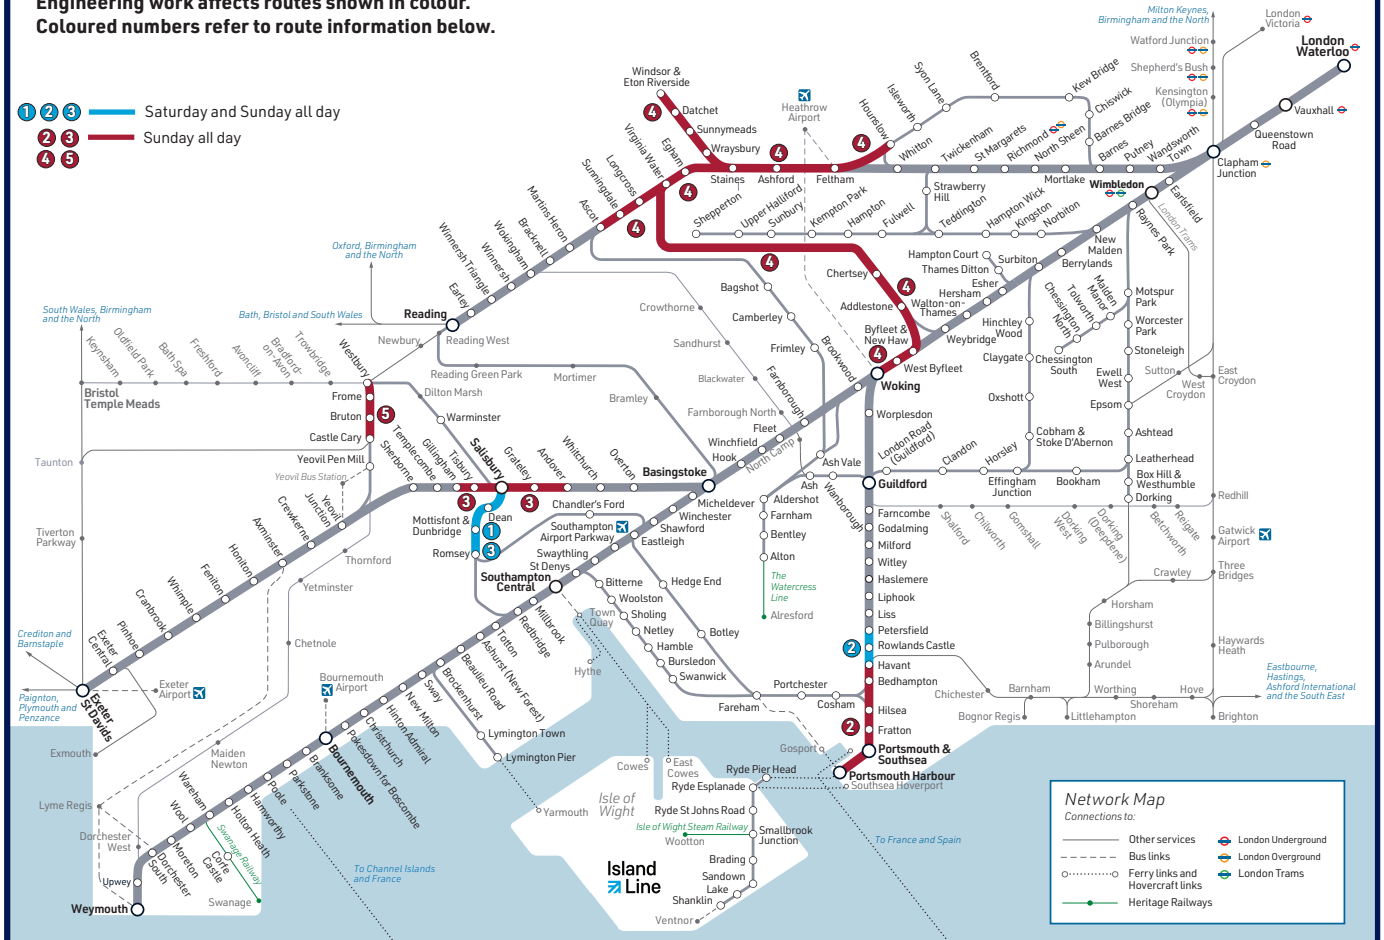 Engineering work affects routes shown in colour.
Coloured numbers refer to route information below.
1 2 3 Saturday and Sunday all day
2 3 Sunday all day
4 5
Milton Keynes,
Birmingham and the North
London
Victoria
Watford Junction
London
Waterloo
Shepherd's Bush
Kensington
(Olympia)
Vauxhall
Queenstown
Road
Clapham
Junction
Windsor &
Eton Riverside
Datchet
Sunnymeads
Wraysbury
4
Heathrow
Airport
Hounslow
Isleworth
Syon Lane
Brentford
Kew Bridge
Chiswick
Barnes Bridge
Whitton
Twickenham
St Margarets
Richmond
North Sheen
Mortlake
Barnes
Putney
Wandsworth
Town
Staines
Ashford
Feltham
4
4
4
Egham
Virginia Water
Longcross
Sunningdale
Ascot
4
Martins Heron
Bracknell
Wokingham
Winnersh
Winnersh Triangle
Earley
Reading
Shepperton
Upper Halliford
Sunbury
Kempton Park
Hampton
Fulwell
Strawberry
Hill
Teddington
Hampton Wick
Kingston
Norbiton
Wimbledon
Earlsfield
London Trams
Raynes Park
New
Malden
Berrylands
Surbiton
Hampton Court
Thames Ditton
Esher
Hersham
Walton-on-
Thames
Weybridge
4
Chertsey
4
Addlestone
Byfleet &
New Haw
4
West Byfleet
Woking
Oxford, Birmingham
and the North
Bath, Bristol and South Wales
South Wales, Birmingham
and the North
Keynsham
Oldfield Park
Bath Spa
Freshford
Avoncliff
Bradford-
on-Avon
Trowbridge
Westbury
Newbury
Reading West
Reading Green Park
Mortimer
Bramley
Bristol
Temple Meads
Crowthorne
Sandhurst
Blackwater
Farnborough North
North Camp
Bagshot
Camberley
Frimley
Brookwood
Farnborough
Fleet
Winchfield
Hook
Basingstoke
Malden
Manor
Tolworth
Chessington
North
Chessington
South
Hinchley
Wood
Claygate
Oxshott
Cobham &
Stoke D'Abernon
Motspur
Park
Worcester
Park
Stoneleigh
Ewell
West
Epsom
Ashtead
Leatherhead
Box Hill &
Westhumble
Dorking
Sutton
West
Croydon
East
Croydon
Frome
Bruton
5
Castle Cary
Dilton Marsh
Warminster
Taunton
Yeovil Pen Mill
Yeovil Bus Station
Sherborne
Templecombe
Gillingham
Tisbury
3
Salisbury
Grateley
3
Andover
Whitchurch
Overton
Worplesdon
London Road
(Guildford)
Clandon
Horsley
Effingham
Junction
Bookham
Guildford
Ash Vale
Ash
Wanborough
Aldershot
Farnham
Bentley
Alton
The
Watercress
Line
Alresford
Farncombe
Godalming
Milford
Witley
Haslemere
Liphook
Liss
Petersfield
2
Rowlands Castle
Havant
Bedhampton
Hilsea
2
Fratton
Portsmouth &
Southsea
Portsmouth Harbour
Southsea Hoverport
Shalford
Chilworth
Gomshall
Dorking
West
Dorking
(Deepdene)
Betchworth
Reigate
Redhill
Gatwick
Airport
Three
Bridges
Crawley
Horsham
Billingshurst
Pulborough
Arundel
Haywards
Heath
Eastbourne,
Hastings,
Ashford International
and the South East
Chichester
Barnham
Bognor Regis
Littlehampton
Worthing
Shoreham
Hove
Brighton
Micheldever
Winchester
Shawford
Eastleigh
Chandler's Ford
Southampton
Airport Parkway
Swaythling
St Denys
Southampton
Central
Dean
1
Mottisfont &
Dunbridge
3
Romsey
Millbrook
Redbridge
Totton
Ashurst (New Forest)
Beaulieu Road
Brockenhurst
Sway
New Milton
Hinton Admiral
Christchurch
Pokesdown for Boscombe
Bournemouth
Branksome
Parkstone
Poole
Hamworthy
Holton Heath
Wareham
Wool
Moreton
Dorchester
South
Upwey
Weymouth
Bournemouth
Airport
Lymington Town
Lymington Pier
Town
Quay
Hythe
Bitterne
Woolston
Sholing
Netley
Hamble
Bursledon
Swanwick
Hedge End
Botley
Fareham
Portchester
Cosham
Gosport
Tiverton
Parkway
Yeovil
Junction
Crewkerne
Axminster
Honiton
Feniton
Whimple
Cranbrook
Pinhoe
Exeter
Central
Exeter
St Davids
Exeter
Airport
Exmouth
Crediton and
Barnstaple
Paignton,
Plymouth and
Penzance
Thornford
Yetminster
Chetnole
Maiden
Newton
Lyme Regis
Dorchester
West
Swanage Railway
Corfe
Castle
Swanage
To Channel Islands
and France
Yarmouth
Cowes
East
Cowes
Isle of
Wight
Ryde Pier Head
Ryde Esplanade
Ryde St Johns Road
Isle of Wight Steam Railway
Wootton
Smallbrook
Junction
Brading
Sandown
Lake
Shanklin
Ventnor
Island
Line
To France and Spain
Network Map
Connections to:
Other services
Bus links
Ferry links and
Hovercraft links
Heritage Railways
London Underground
London Overground
London Trams